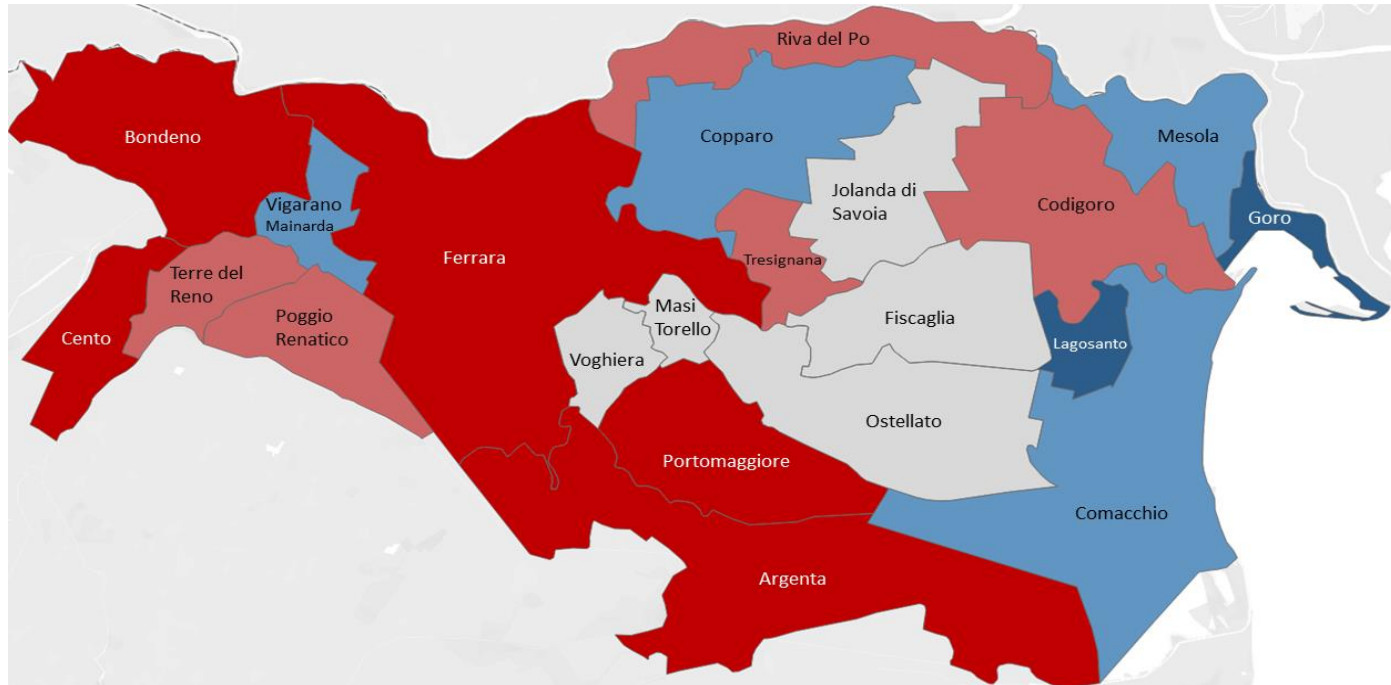 Riva del Po
Bondeno
Copparo
Mesola
Vigarano
Mainarda
Jolanda di
Savoia
Codigoro
Goro
Ferrara
Tresignana
Terre del
Reno
Masi
Torello
Fiscaglia
Poggio
Renatico
Cento
Voghiera
Lagosanto
Ostellato
Portomaggiore
Comacchio
Argenta